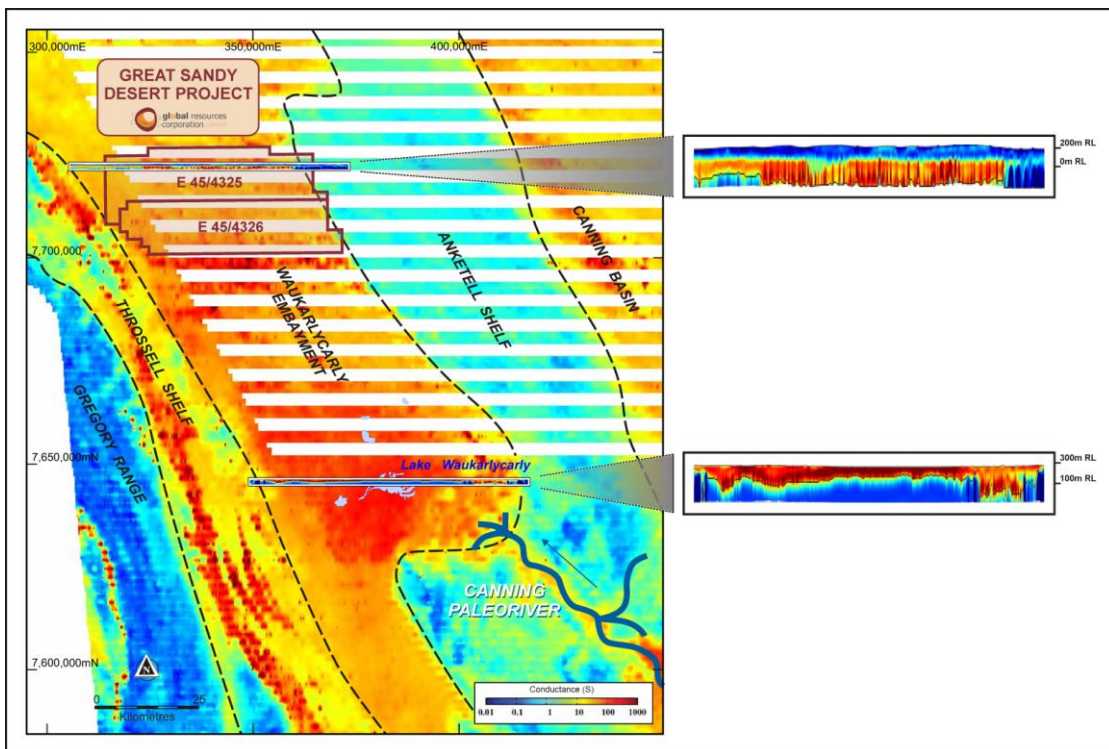 300,000mE
350,000mE
400,000mE
GREAT SANDY
DESERT PROJECT
global resources
corporation
200m RL
0m RL
E 45/4325
E 45/4326
7,700,000
CANNING BASIN
ANKETELL SHELF
WAUKARLYCARLY
EMBAYMENT
THROSSELL SHELF
GREGORY RANGE
7,650,000mN
Lake Waukarlycarly
300m RL
100m RL
CANNING
PALEORIVER
7,600,000mN
N
0 25
Kilometres
Conductance (S)
0.01 0.1 1 10 100 1000